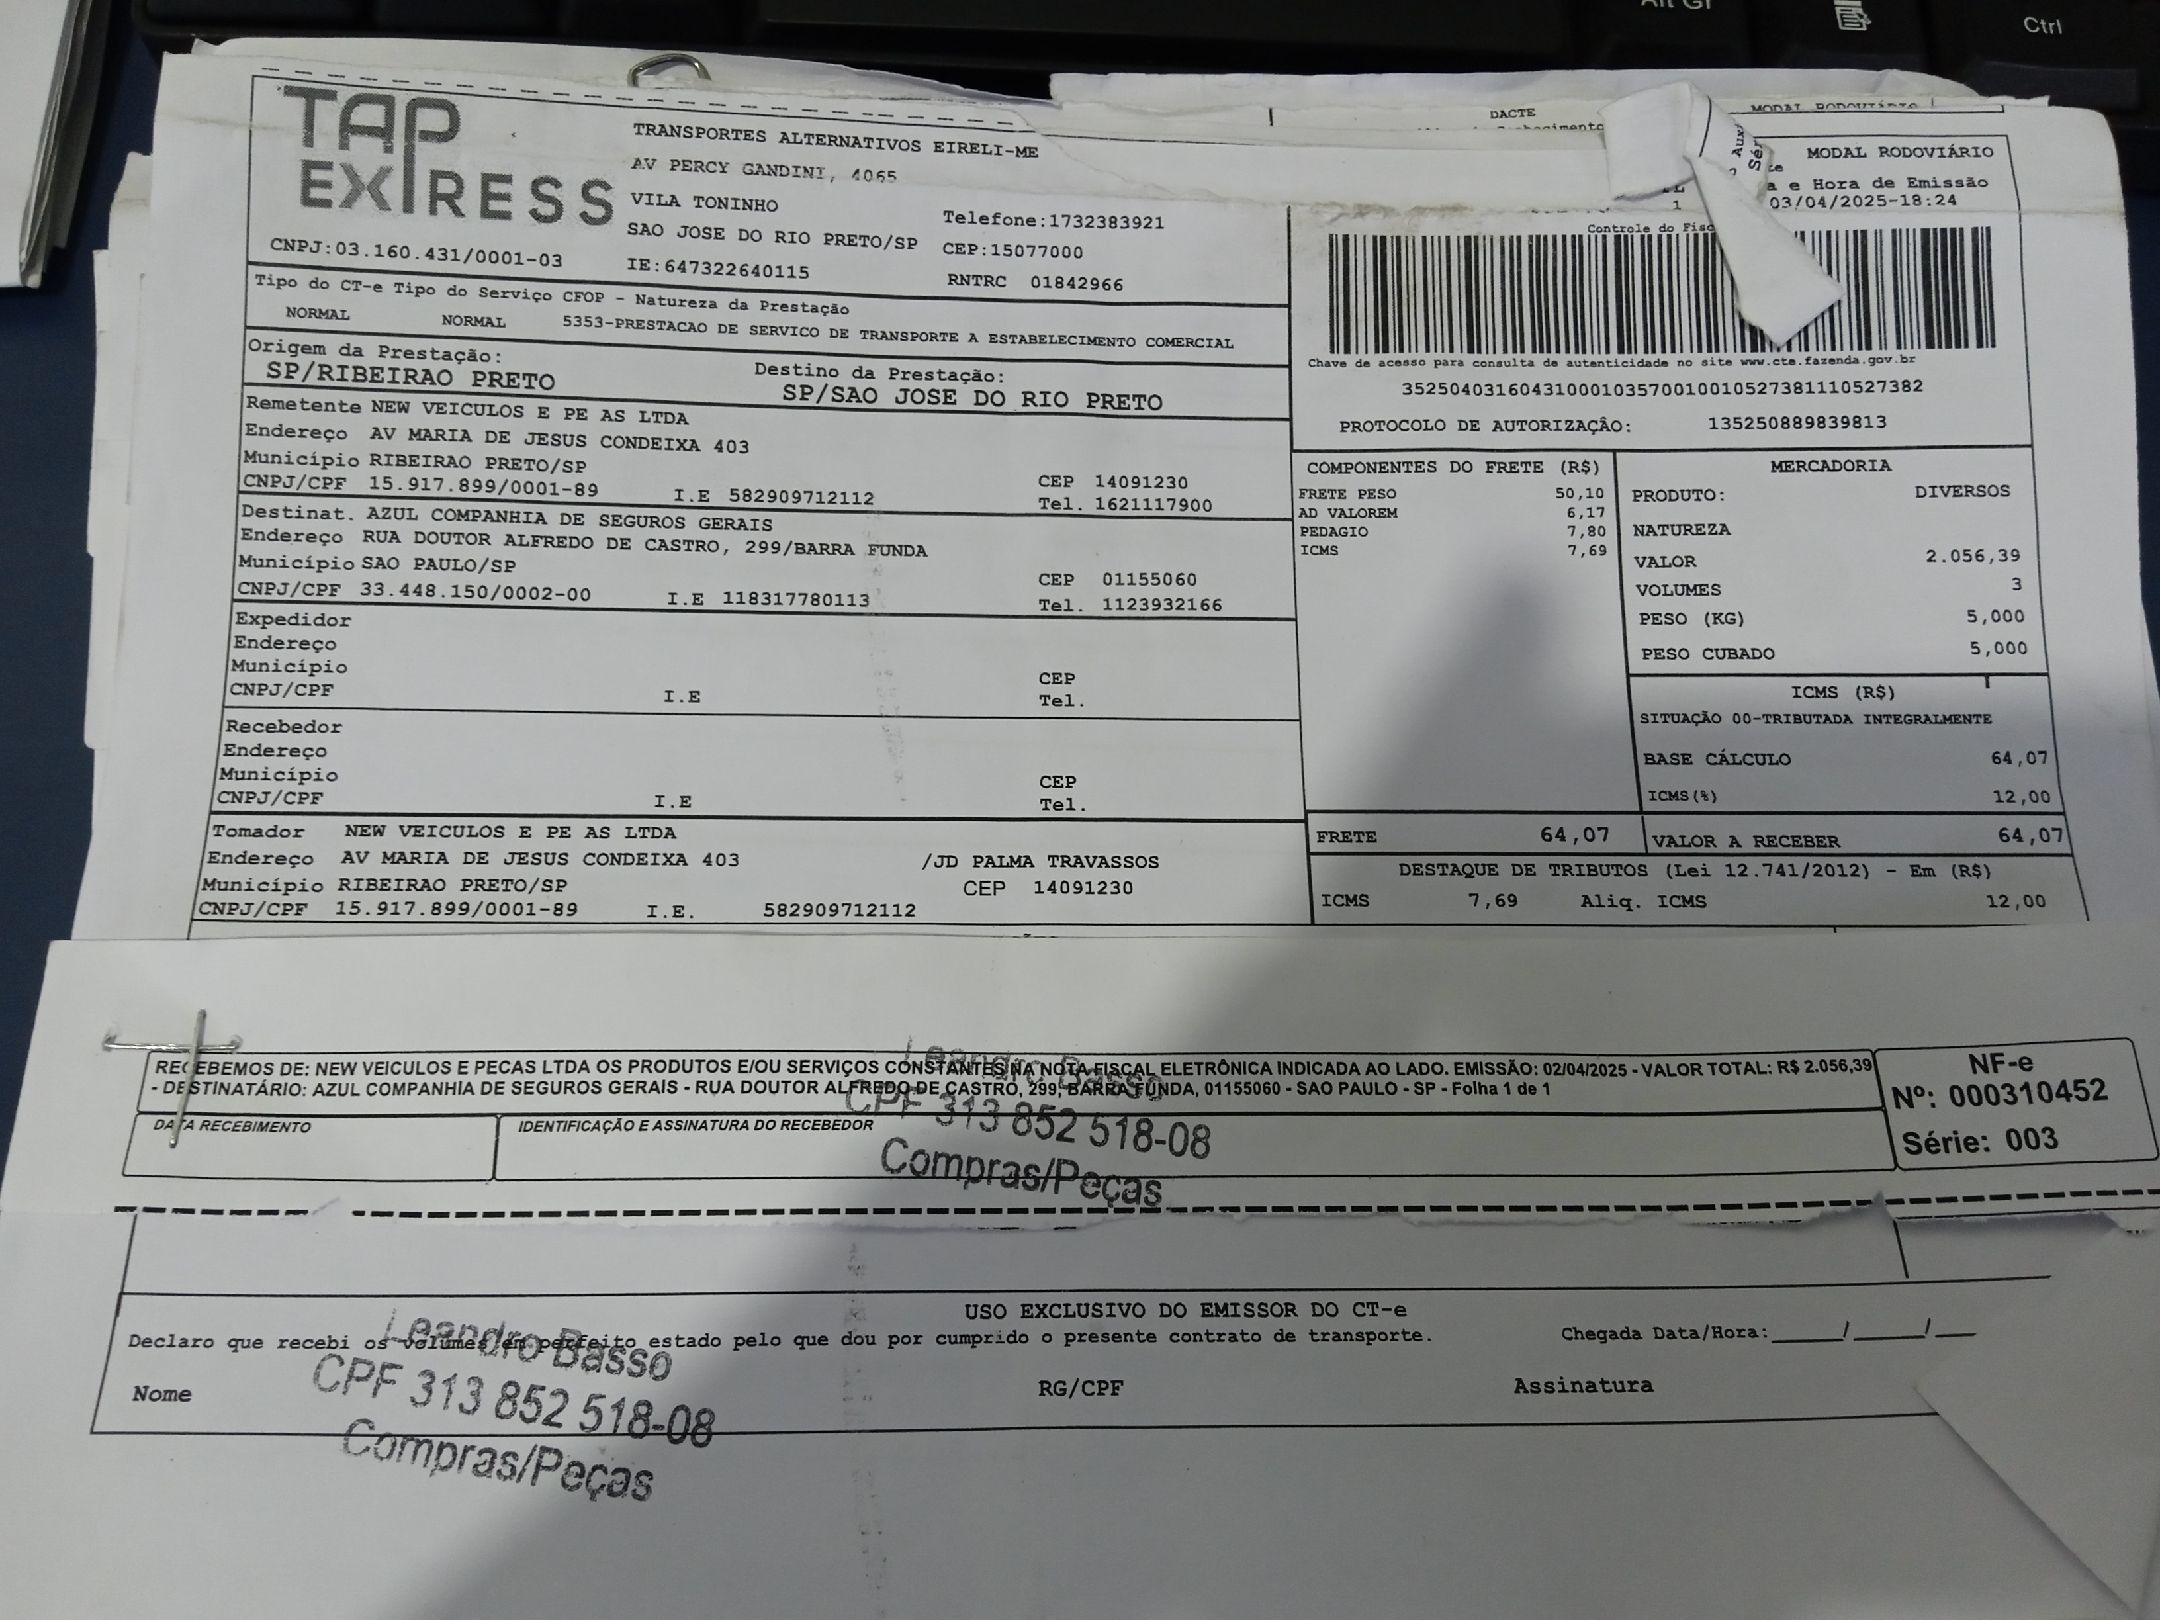 Alt Gr
Ctrl
DACTE
MODAL RODOVIÁRIO
TAP EXPRESS
TRANSPORTES ALTERNATIVOS EIRELI-ME
AV PERCY GANDINI, 4065
VILA TONINHO
Telefone:1732383921
SAO JOSE DO RIO PRETO/SP CEP:15077000
CNPJ:03.160.431/0001-03 IE:647322640115 RNTRC 01842966
MODAL RODOVIÁRIO
a e Hora de Emissão
1 03/04/2025-18:24
Controle do Fisc
Tipo do CT-e Tipo do Serviço CFOP - Natureza da Prestação
NORMAL NORMAL 5353-PRESTACAO DE SERVICO DE TRANSPORTE A ESTABELECIMENTO COMERCIAL
Origem da Prestação: Destino da Prestação:
SP/RIBEIRAO PRETO SP/SAO JOSE DO RIO PRETO
Chave de acesso para consulta de autenticidade no site www.cte.fazenda.gov.br
35250403160431000103570010010527381110527382
PROTOCOLO DE AUTORIZAÇÂO: 135250889839813
Remetente NEW VEICULOS E PE AS LTDA
Endereço AV MARIA DE JESUS CONDEIXA 403
Município RIBEIRAO PRETO/SP CEP 14091230
CNPJ/CPF 15.917.899/0001-89 I.E 582909712112 Tel. 1621117900
Destinat. AZUL COMPANHIA DE SEGUROS GERAIS
Endereço RUA DOUTOR ALFREDO DE CASTRO, 299/BARRA FUNDA
Município SAO PAULO/SP CEP 01155060
CNPJ/CPF 33.448.150/0002-00 I.E 118317780113 Tel. 1123932166
Expedidor
Endereço
Município CEP
CNPJ/CPF I.E Tel.
Recebedor
Endereço
Município CEP
CNPJ/CPF I.E Tel.
Tomador NEW VEICULOS E PE AS LTDA
Endereço AV MARIA DE JESUS CONDEIXA 403 /JD PALMA TRAVASSOS
Município RIBEIRAO PRETO/SP CEP 14091230
CNPJ/CPF 15.917.899/0001-89 I.E. 582909712112
COMPONENTES DO FRETE (R$)
FRETE PESO 50,10
AD VALOREM 6,17
PEDAGIO 7,80
ICMS 7,69
MERCADORIA
PRODUTO: DIVERSOS
NATUREZA
VALOR 2.056,39
VOLUMES 3
PESO (KG) 5,000
PESO CUBADO 5,000
ICMS (R$)
SITUAÇÃO 00-TRIBUTADA INTEGRALMENTE
BASE CÁLCULO 64,07
ICMS(%) 12,00
FRETE 64,07 VALOR A RECEBER 64,07
DESTAQUE DE TRIBUTOS (Lei 12.741/2012) - Em (R$)
ICMS 7,69 Aliq. ICMS 12,00
RECEBEMOS DE: NEW VEICULOS E PECAS LTDA OS PRODUTOS E/OU SERVIÇOS CONSTANTES NA NOTA FISCAL ELETRÔNICA INDICADA AO LADO. EMISSÃO: 02/04/2025 - VALOR TOTAL: R$ 2.056,39
- DESTINATÁRIO: AZUL COMPANHIA DE SEGUROS GERAIS - RUA DOUTOR ALFREDO DE CASTRO, 299, BARRA FUNDA, 01155060 - SAO PAULO - SP - Folha 1 de 1
NF-e
Nº: 000310452
Série: 003
DATA RECEBIMENTO IDENTIFICAÇÃO E ASSINATURA DO RECEBEDOR
Leandro Basso
CPF 313 852 518-08
Compras/Peças
USO EXCLUSIVO DO EMISSOR DO CT-e
Declaro que recebi os volumes em perfeito estado pelo que dou por cumprido o presente contrato de transporte. Chegada Data/Hora:_____/_____/___
Nome RG/CPF Assinatura
Leandro Basso
CPF 313 852 518-08
Compras/Peças